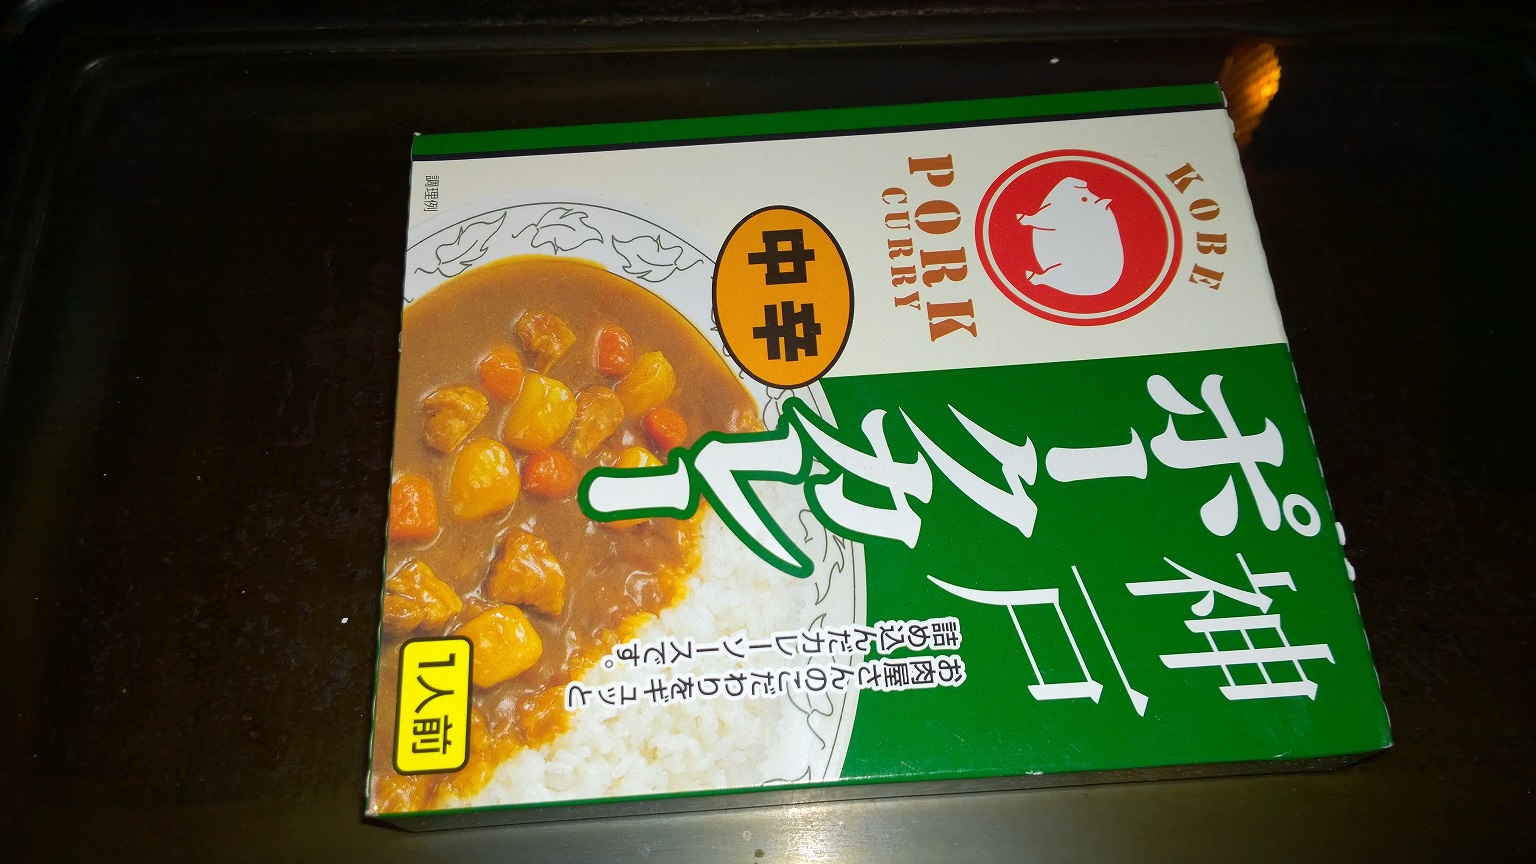 KOBE
PORK
CURRY
神戸
ポークカレー
中辛
お肉屋さんのこだわりをギュッと
詰め込んだカレーソースです。
1人前
調理例